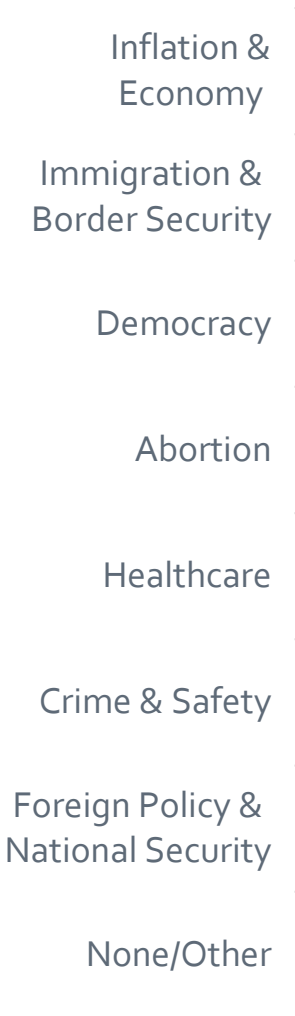 Inflation &
Economy
Immigration &
Border Security
Democracy
Abortion
Healthcare
Crime & Safety
Foreign Policy &
National Security
None/Other